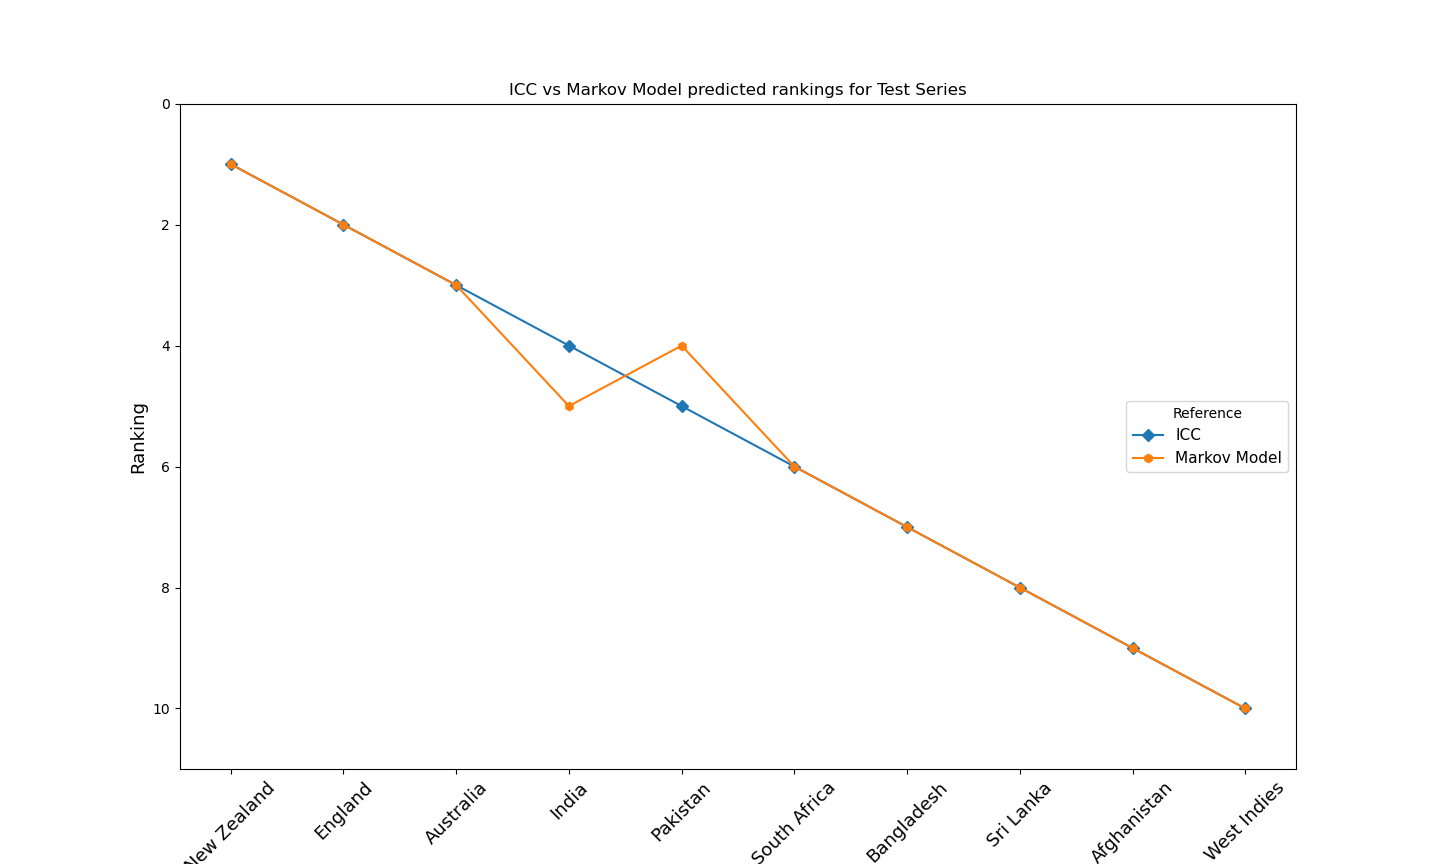 ICC vs Markov Model predicted rankings for Test Series
0
2
4
6
8
10
Ranking
Reference
ICC
Markov Model
New Zealand
England
Australia
India
Pakistan
South Africa
Bangladesh
Sri Lanka
Afghanistan
West Indies